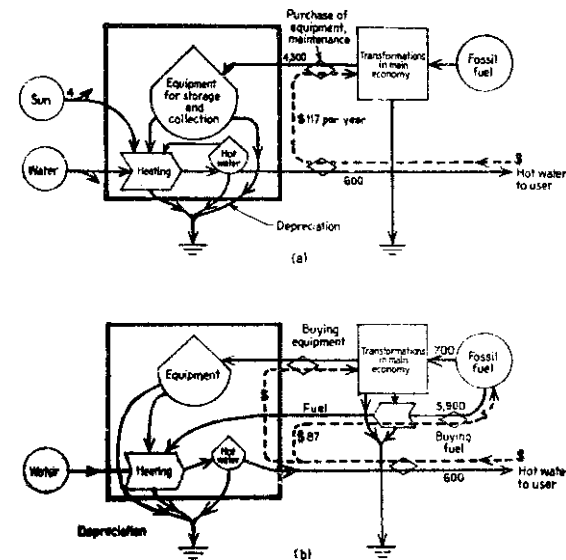 Purchase of
equipment,
maintenance
4,300
Transformations
in main
economy
Fossil
fuel
Equipment
for storage
and
collection
Sun
4
$117 per year
Hot
water
Water
Heating
$
600
Hot water
to user
Depreciation
(a)
Buying
equipment
Transformations
in main
economy
700
Fossil
fuel
Equipment
Fuel
5,900
$
$87
Buying
fuel
Water
Heating
Hot
water
$
600
Hot water
to user
Depreciation
(b)